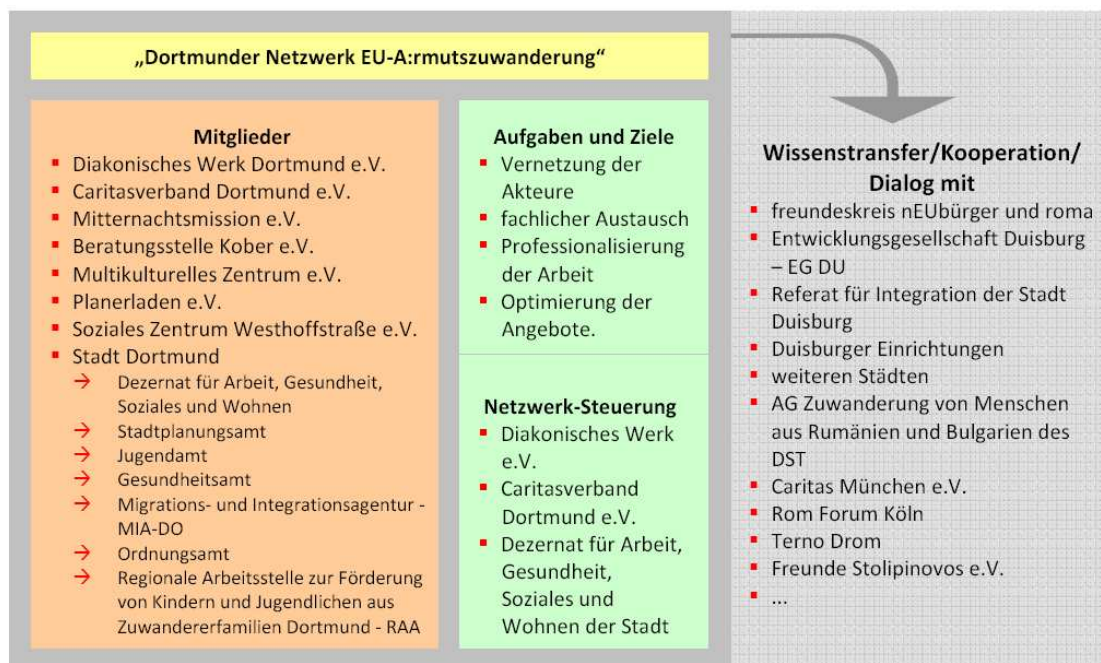 „Dortmunder Netzwerk EU-A:rmutszuwanderung“
Mitglieder
▪ Diakonisches Werk Dortmund e.V.
▪ Caritasverband Dortmund e.V.
▪ Mitternachtsmission e.V.
▪ Beratungsstelle Kober e.V.
▪ Multikulturelles Zentrum e.V.
▪ Planerladen e.V.
▪ Soziales Zentrum Westhoffstraße e.V.
▪ Stadt Dortmund
→ Dezernat für Arbeit, Gesundheit,
Soziales und Wohnen
→ Stadtplanungsamt
→ Jugendamt
→ Gesundheitsamt
→ Migrations- und Integrationsagentur -
MIA-DO
→ Ordnungsamt
→ Regionale Arbeitsstelle zur Förderung
von Kindern und Jugendlichen aus
Zuwandererfamilien Dortmund - RAA
Aufgaben und Ziele
▪ Vernetzung der
Akteure
▪ fachlicher Austausch
▪ Professionalisierung
der Arbeit
▪ Optimierung der
Angebote.
Netzwerk-Steuerung
▪ Diakonisches Werk
e.V.
▪ Caritasverband
Dortmund e.V.
▪ Dezernat für Arbeit,
Gesundheit,
Soziales und
Wohnen der Stadt
Wissenstransfer/Kooperation/
Dialog mit
▪ freundeskreis nEUbürger und roma
▪ Entwicklungsgesellschaft Duisburg
– EG DU
▪ Referat für Integration der Stadt
Duisburg
▪ Duisburger Einrichtungen
▪ weiteren Städten
▪ AG Zuwanderung von Menschen
aus Rumänien und Bulgarien des
DST
▪ Caritas München e.V.
▪ Rom Forum Köln
▪ Terno Drom
▪ Freunde Stolipinovos e.V.
▪ ...